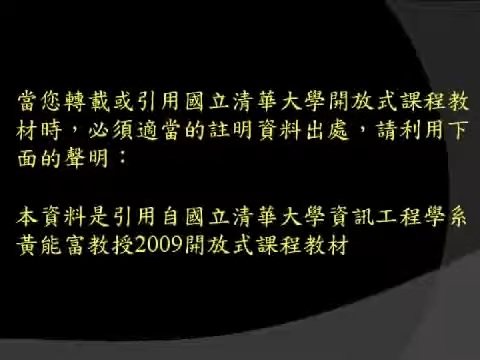 當您轉載或引用國立清華大學開放式課程教
材時，必須適當的註明資料出處，請利用下
面的聲明：
本資料是引用自國立清華大學資訊工程學系
黃能富教授2009開放式課程教材